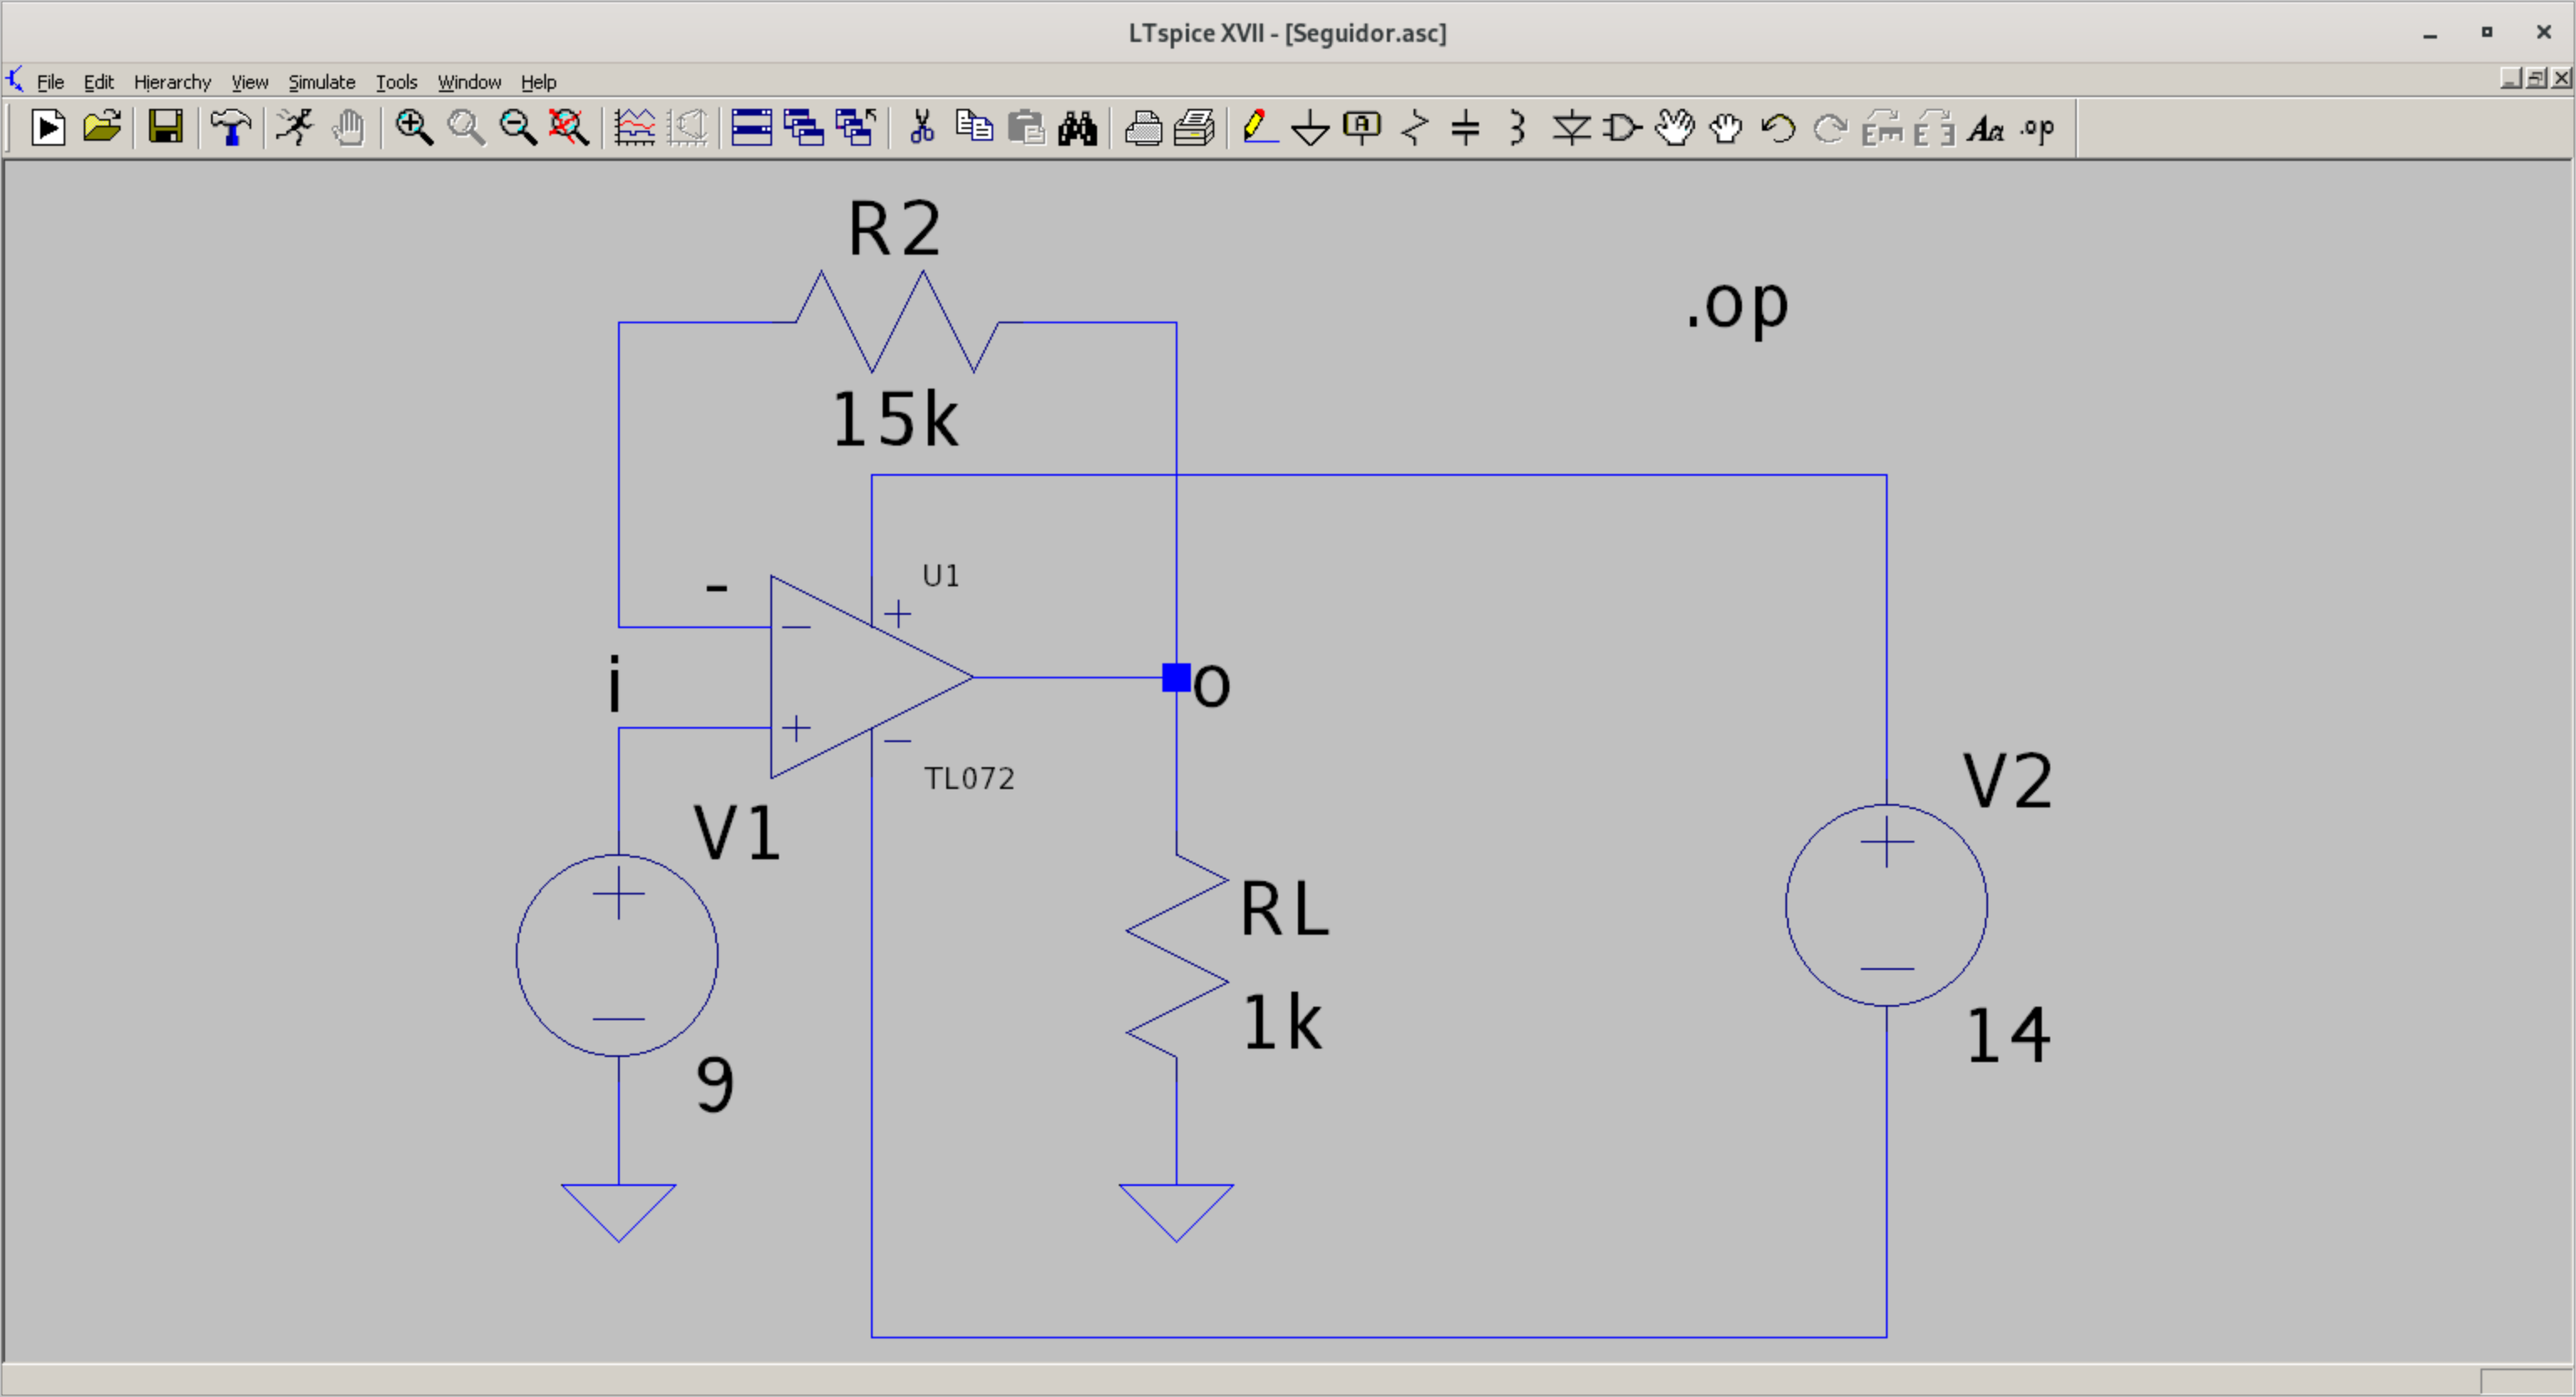 LTspice XVII - [Seguidor.asc]
File Edit Hierarchy View Simulate Tools Window Help
A Aa .op
R2
.op
15k
U1
-
i
o
TL072
V1
V2
RL
1k
14
9